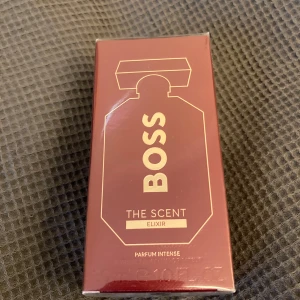 BOSS
THE SCENT
ELIXIR
PARFUM INTENSE